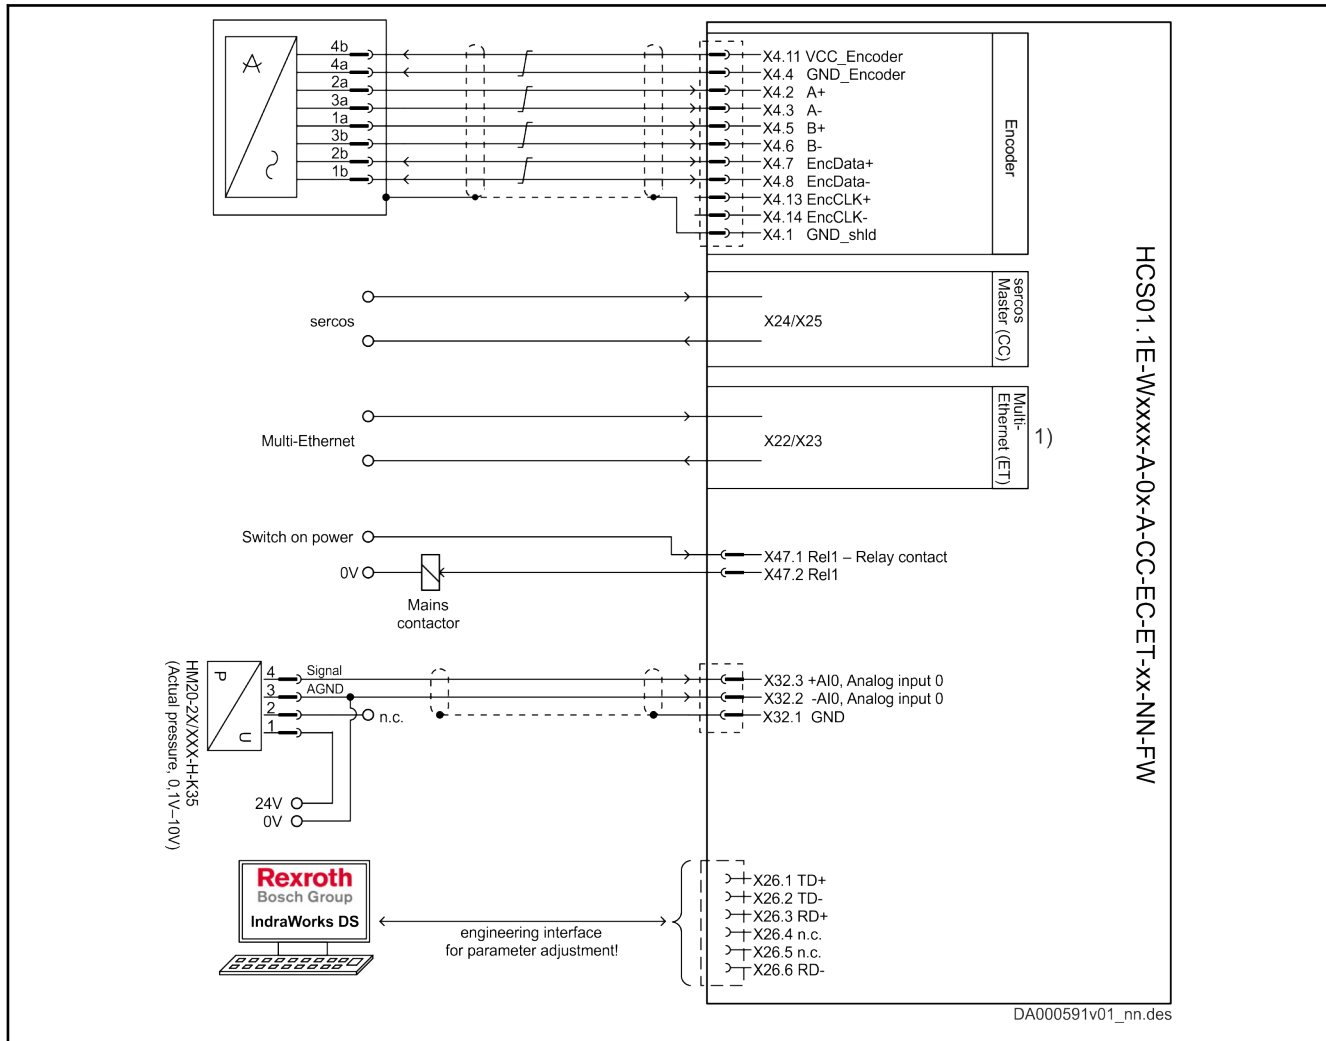 4b
4a
2a
3a
1a
3b
2b
1b
X4.11 VCC_Encoder
X4.4 GND_Encoder
X4.2 A+
X4.3 A-
X4.5 B+
X4.6 B-
X4.7 EncData+
X4.8 EncData-
X4.13 EncCLK+
X4.14 EncCLK-
X4.1 GND_shld
Encoder
sercos
X24/X25
sercos
Master (CC)
Multi-Ethernet
X22/X23
Multi-
Ethernet (ET)
1)
HCS01.1E-Wxxxx-A-0x-A-CC-EC-ET-xx-NN-FW
Switch on power
0V
Mains
contactor
X47.1 Rel1 – Relay contact
X47.2 Rel1
HM20-2X/XXX-H-K35
(Actual pressure, 0,1V–10V)
P
U
4
3
2
1
Signal
AGND
n.c.
24V
0V
X32.3 +AI0, Analog input 0
X32.2 -AI0, Analog input 0
X32.1 GND
Rexroth
Bosch Group
IndraWorks DS
engineering interface
for parameter adjustment!
X26.1 TD+
X26.2 TD-
X26.3 RD+
X26.4 n.c.
X26.5 n.c.
X26.6 RD-
DA000591v01_nn.des